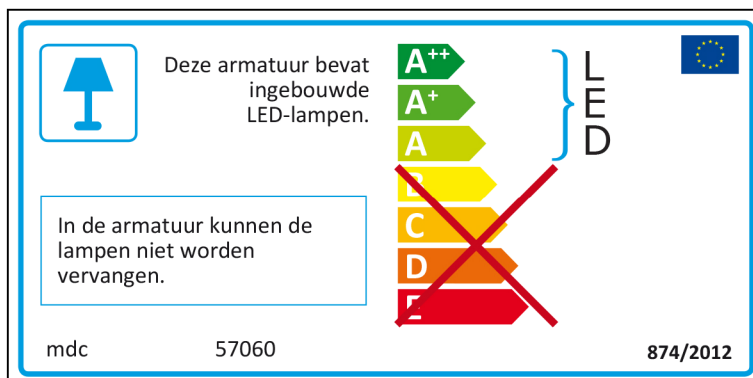 Deze armatuur bevat
ingebouwde
LED-lampen.
A++
A+
A
B
C
D
E
L
E
D
In de armatuur kunnen de
lampen niet worden
vervangen.
mdc 57060
874/2012